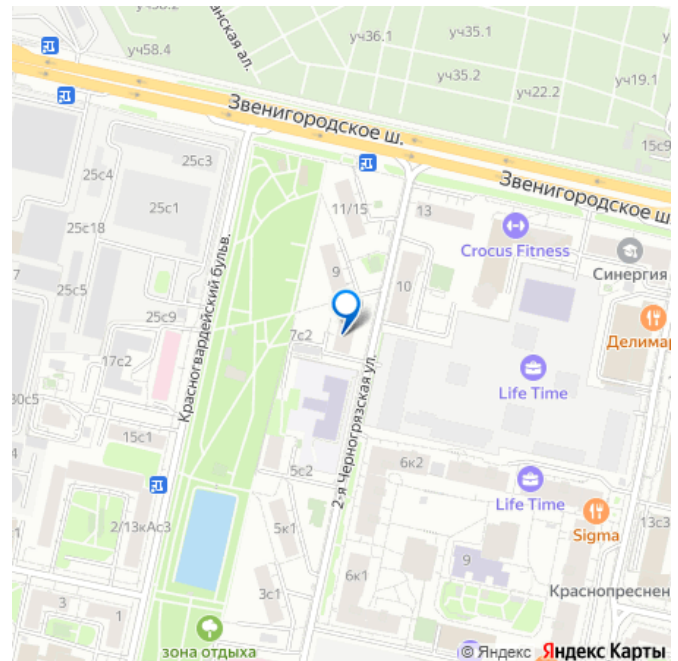 уч58.4
уч36.1
уч35.1
уч35.2
уч19.1
уч22.2
Звенигородское ш.
15с9
25с3
25с4
25с1
Звенигородское ш
11/15
13
25с18
Crocus Fitness
Синергия
9
10
25с5
Красногвардейский бульв.
25с9
7с2
Делимар
17с2
2-я Черногрязская ул.
Life Time
30с5
15с1
5с2
6к2
Life Time
Sigma
2/13кАс3
5к1
13с3
9
6к1
3с1
Краснопреснен
3
1
зона отдыха
© Яндекс Яндекс Карты